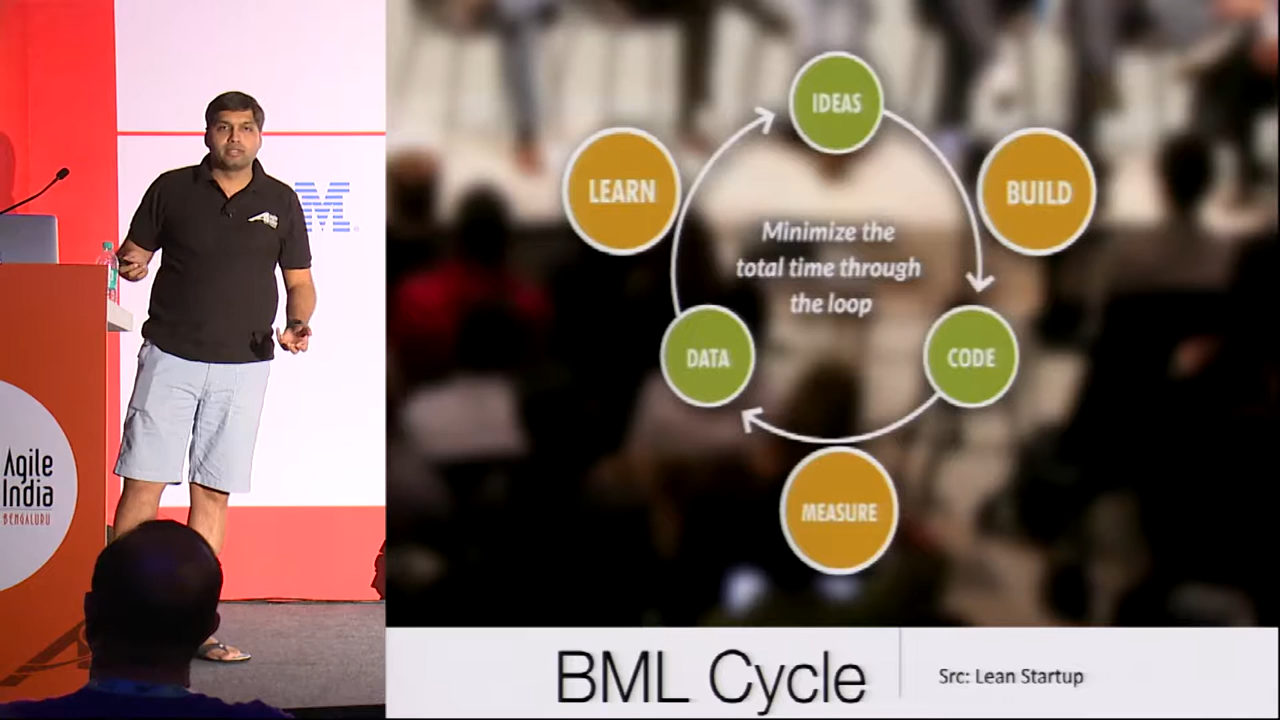 Agile
India
BENGALURU
IDEAS
LEARN
BUILD
Minimize the
total time through
the loop
DATA
CODE
MEASURE
BML Cycle
Src: Lean Startup